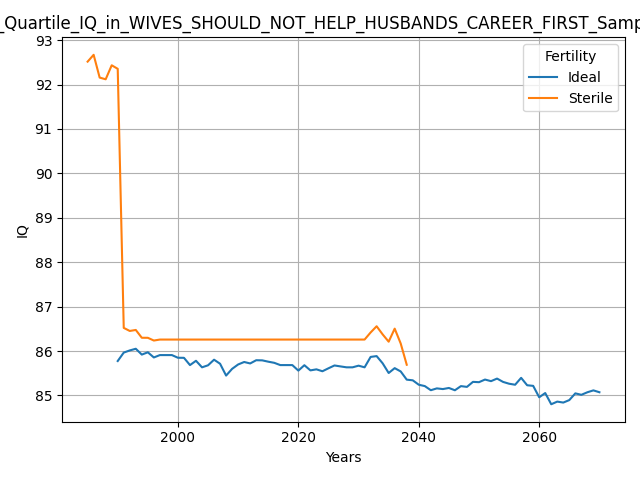 _Quartile_IQ_in_WIVES_SHOULD_NOT_HELP_HUSBANDS_CAREER_FIRST_Samp
93
92
91
90
89
88
87
86
85
IQ
Fertility
Ideal
Sterile
2000
2020
2040
2060
Years